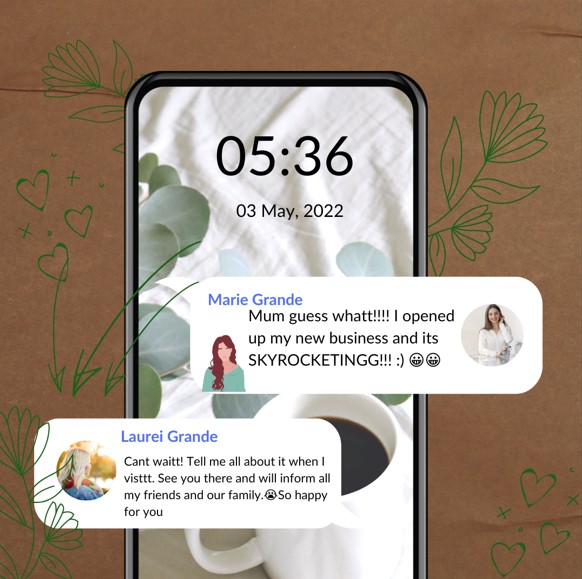 05:36
03 May, 2022
Marie Grande
Mum guess whatt!!!! I opened
up my new business and its
SKYROCKETINGG!!! :) 😀😀
Laurei Grande
Cant waitt! Tell me all about it when I
visttt. See you there and will inform all
my friends and our family.😭So happy
for you